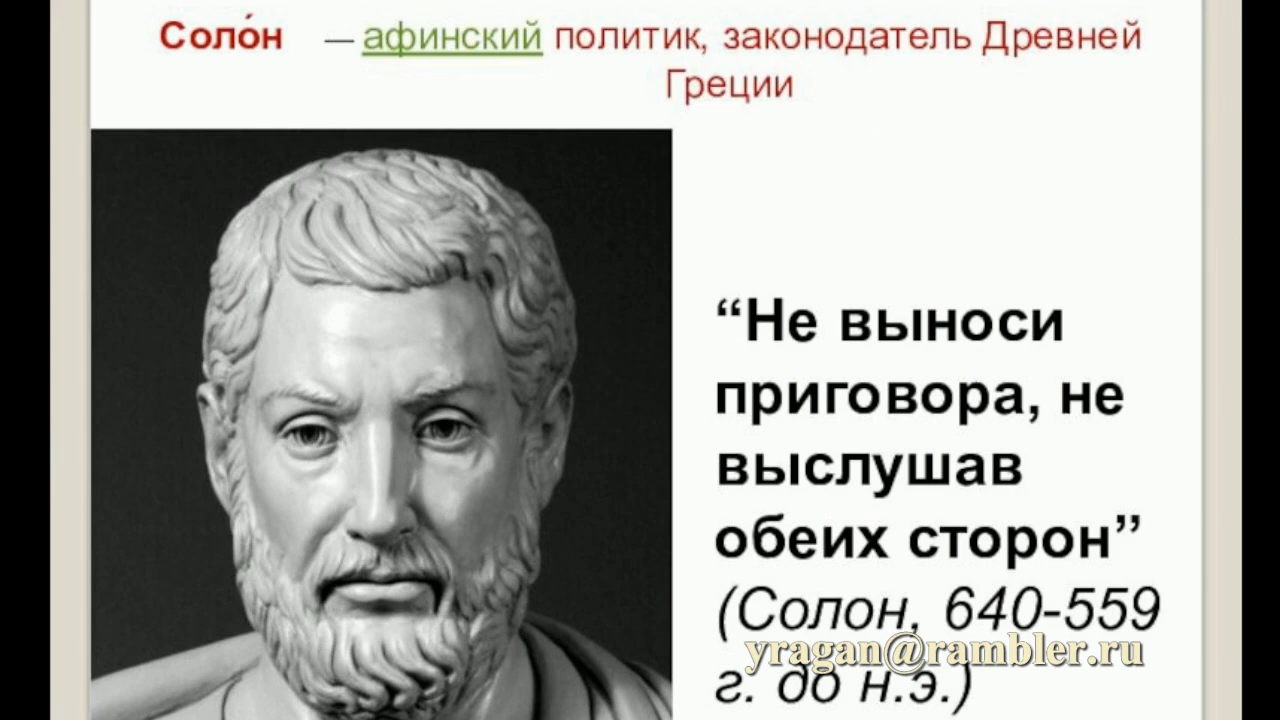 Соло́н — афинский политик, законодатель Древней
Греции
“Не выноси
приговора, не
выслушав
обеих сторон”
(Солон, 640-559
yragan@rambler.ru
г. до н.э.)